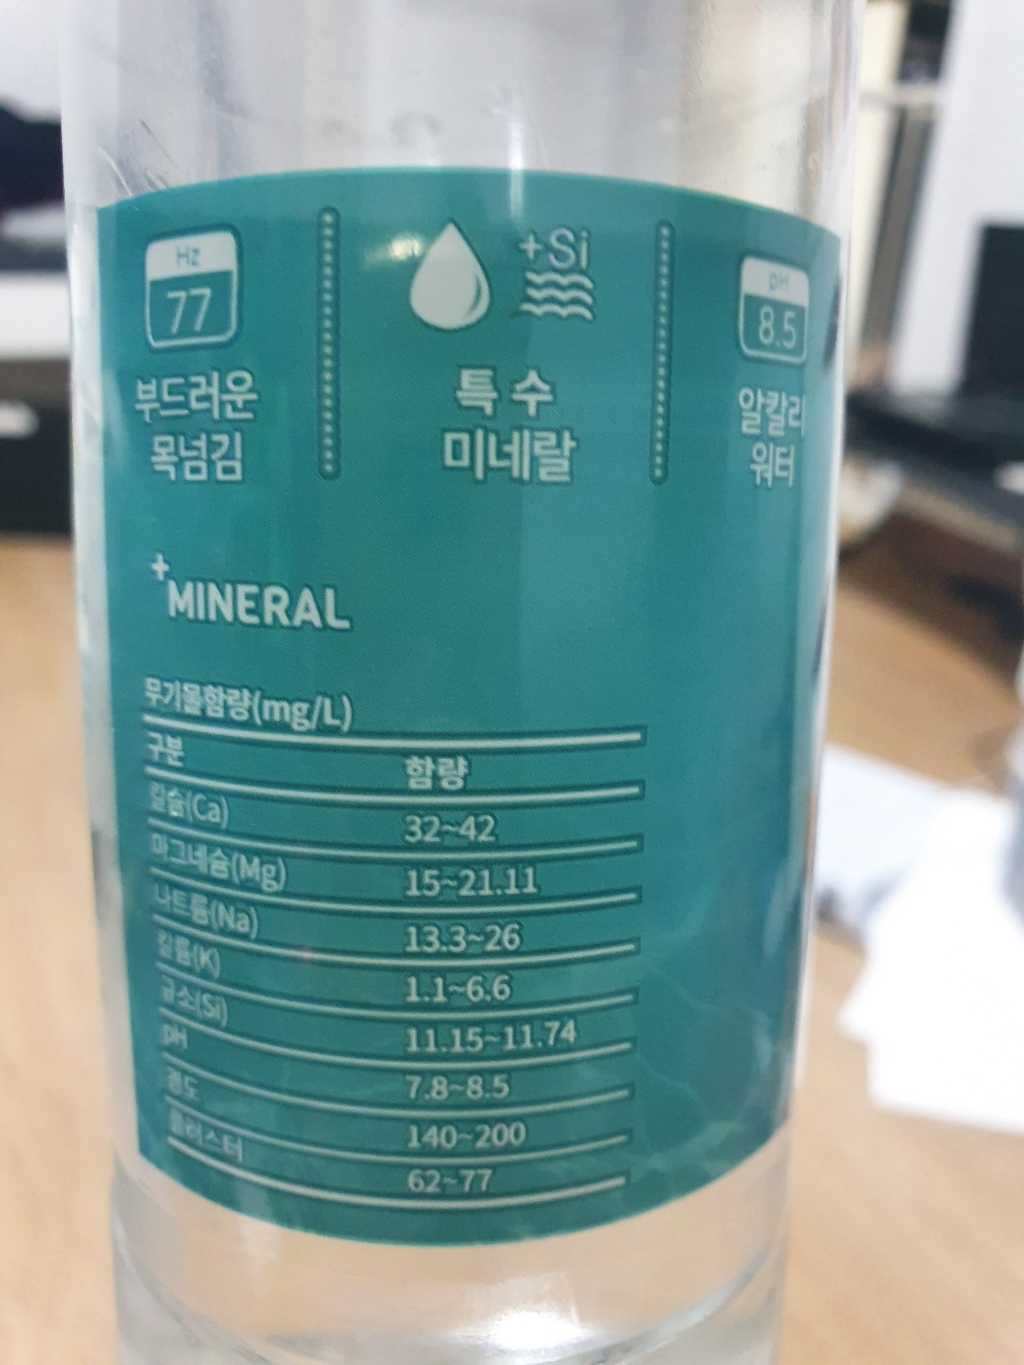 Hz
77
부드러운
목넘김
+Si
특 수
미네랄
pH
8.5
알칼리
워터
+MINERAL
무기물함량(mg/L)
구분 함량
칼슘(Ca) 32~42
마그네슘(Mg) 15~21.11
나트륨(Na) 13.3~26
칼륨(K) 1.1~6.6
규소(Si) 11.15~11.74
pH 7.8~8.5
경도 140~200
클러스터 62~77